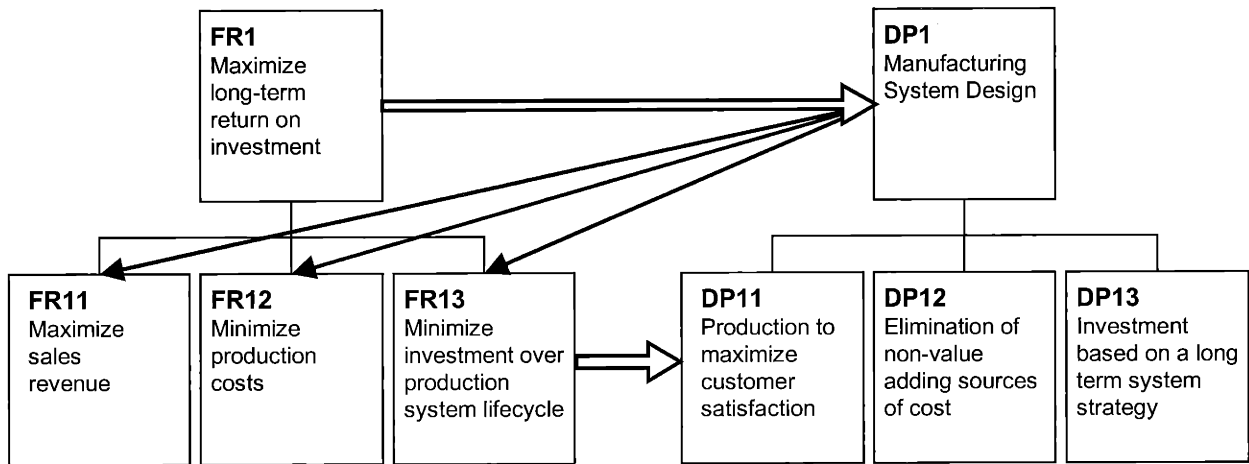 FR1
Maximize
long-term
return on
investment
DP1
Manufacturing
System Design
FR11
Maximize
sales
revenue
FR12
Minimize
production
costs
FR13
Minimize
investment over
production
system lifecycle
DP11
Production to
maximize
customer
satisfaction
DP12
Elimination of
non-value
adding sources
of cost
DP13
Investment
based on a long
term system
strategy